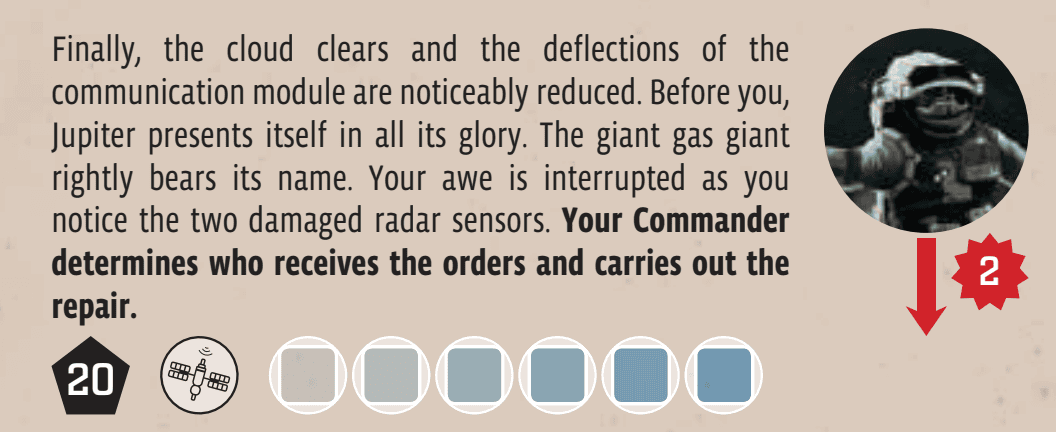 Finally, the cloud clears and the deflections of the
communication module are noticeably reduced. Before you,
Jupiter presents itself in all its glory. The giant gas giant
rightly bears its name. Your awe is interrupted as you
notice the two damaged radar sensors. Your Commander
determines who receives the orders and carries out the
repair.
2
20